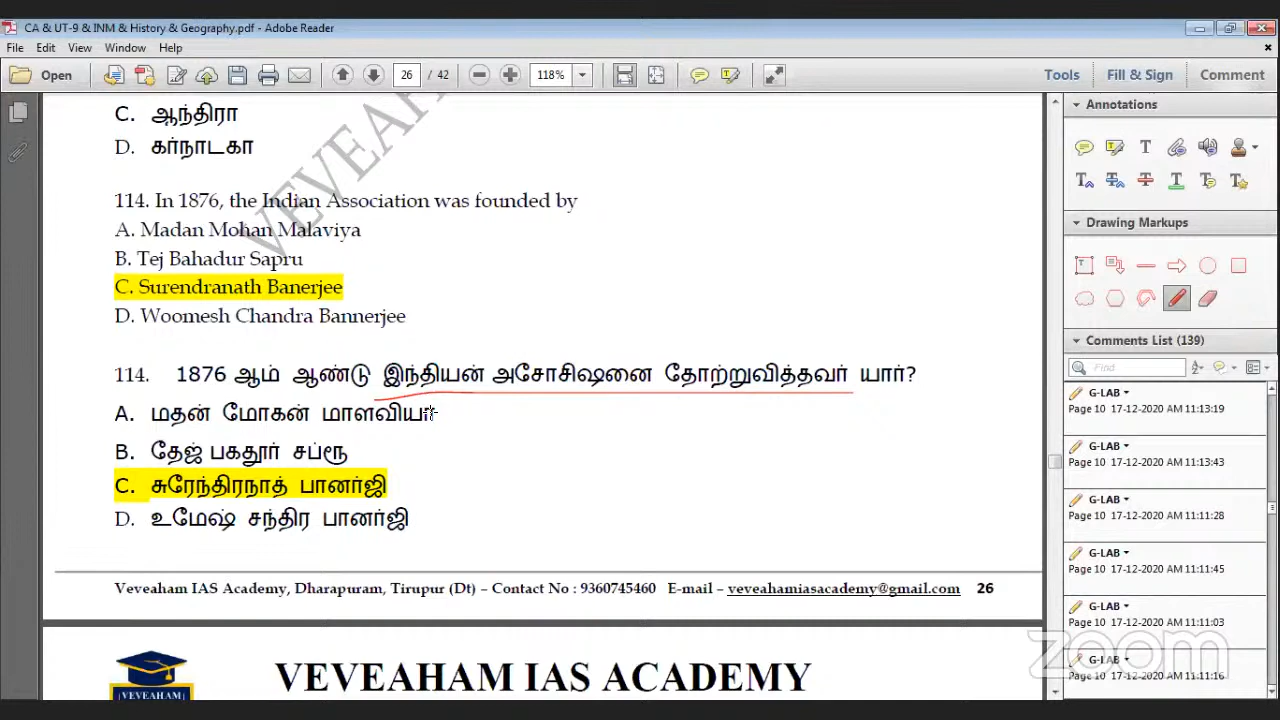 CA & UT-9 & INM & History & Geography.pdf - Adobe Reader
File Edit View Window Help
Open 26 / 42 118% Tools Fill & Sign Comment
C. ஆந்திரா
D. கர்நாடகா
114. In 1876, the Indian Association was founded by
A. Madan Mohan Malaviya
B. Tej Bahadur Sapru
C. Surendranath Banerjee
D. Woomesh Chandra Bannerjee
114. 1876 ஆம் ஆண்டு இந்தியன் அசோசிஷனை தோற்றுவித்தவர் யார்?
A. மதன் மோகன் மாளவியா
B. தேஜ் பகதூர் சப்ரூ
C. சுரேந்திரநாத் பானர்ஜி
D. உமேஷ் சந்திர பானர்ஜி
Veveaham IAS Academy, Dharapuram, Tirupur (Dt) – Contact No : 9360745460 E-mail – veveahamiasacademy@gmail.com 26
VEVEAHAM IAS ACADEMY
VEVEAHAM
Annotations
Drawing Markups
Comments List (139)
Find
G-LAB
Page 10 17-12-2020 AM 11:13:19
G-LAB
Page 10 17-12-2020 AM 11:13:43
G-LAB
Page 10 17-12-2020 AM 11:11:28
G-LAB
Page 10 17-12-2020 AM 11:11:45
G-LAB
Page 10 17-12-2020 AM 11:11:03
G-LAB
Page 10 17-12-2020 AM 11:11:16
zoom